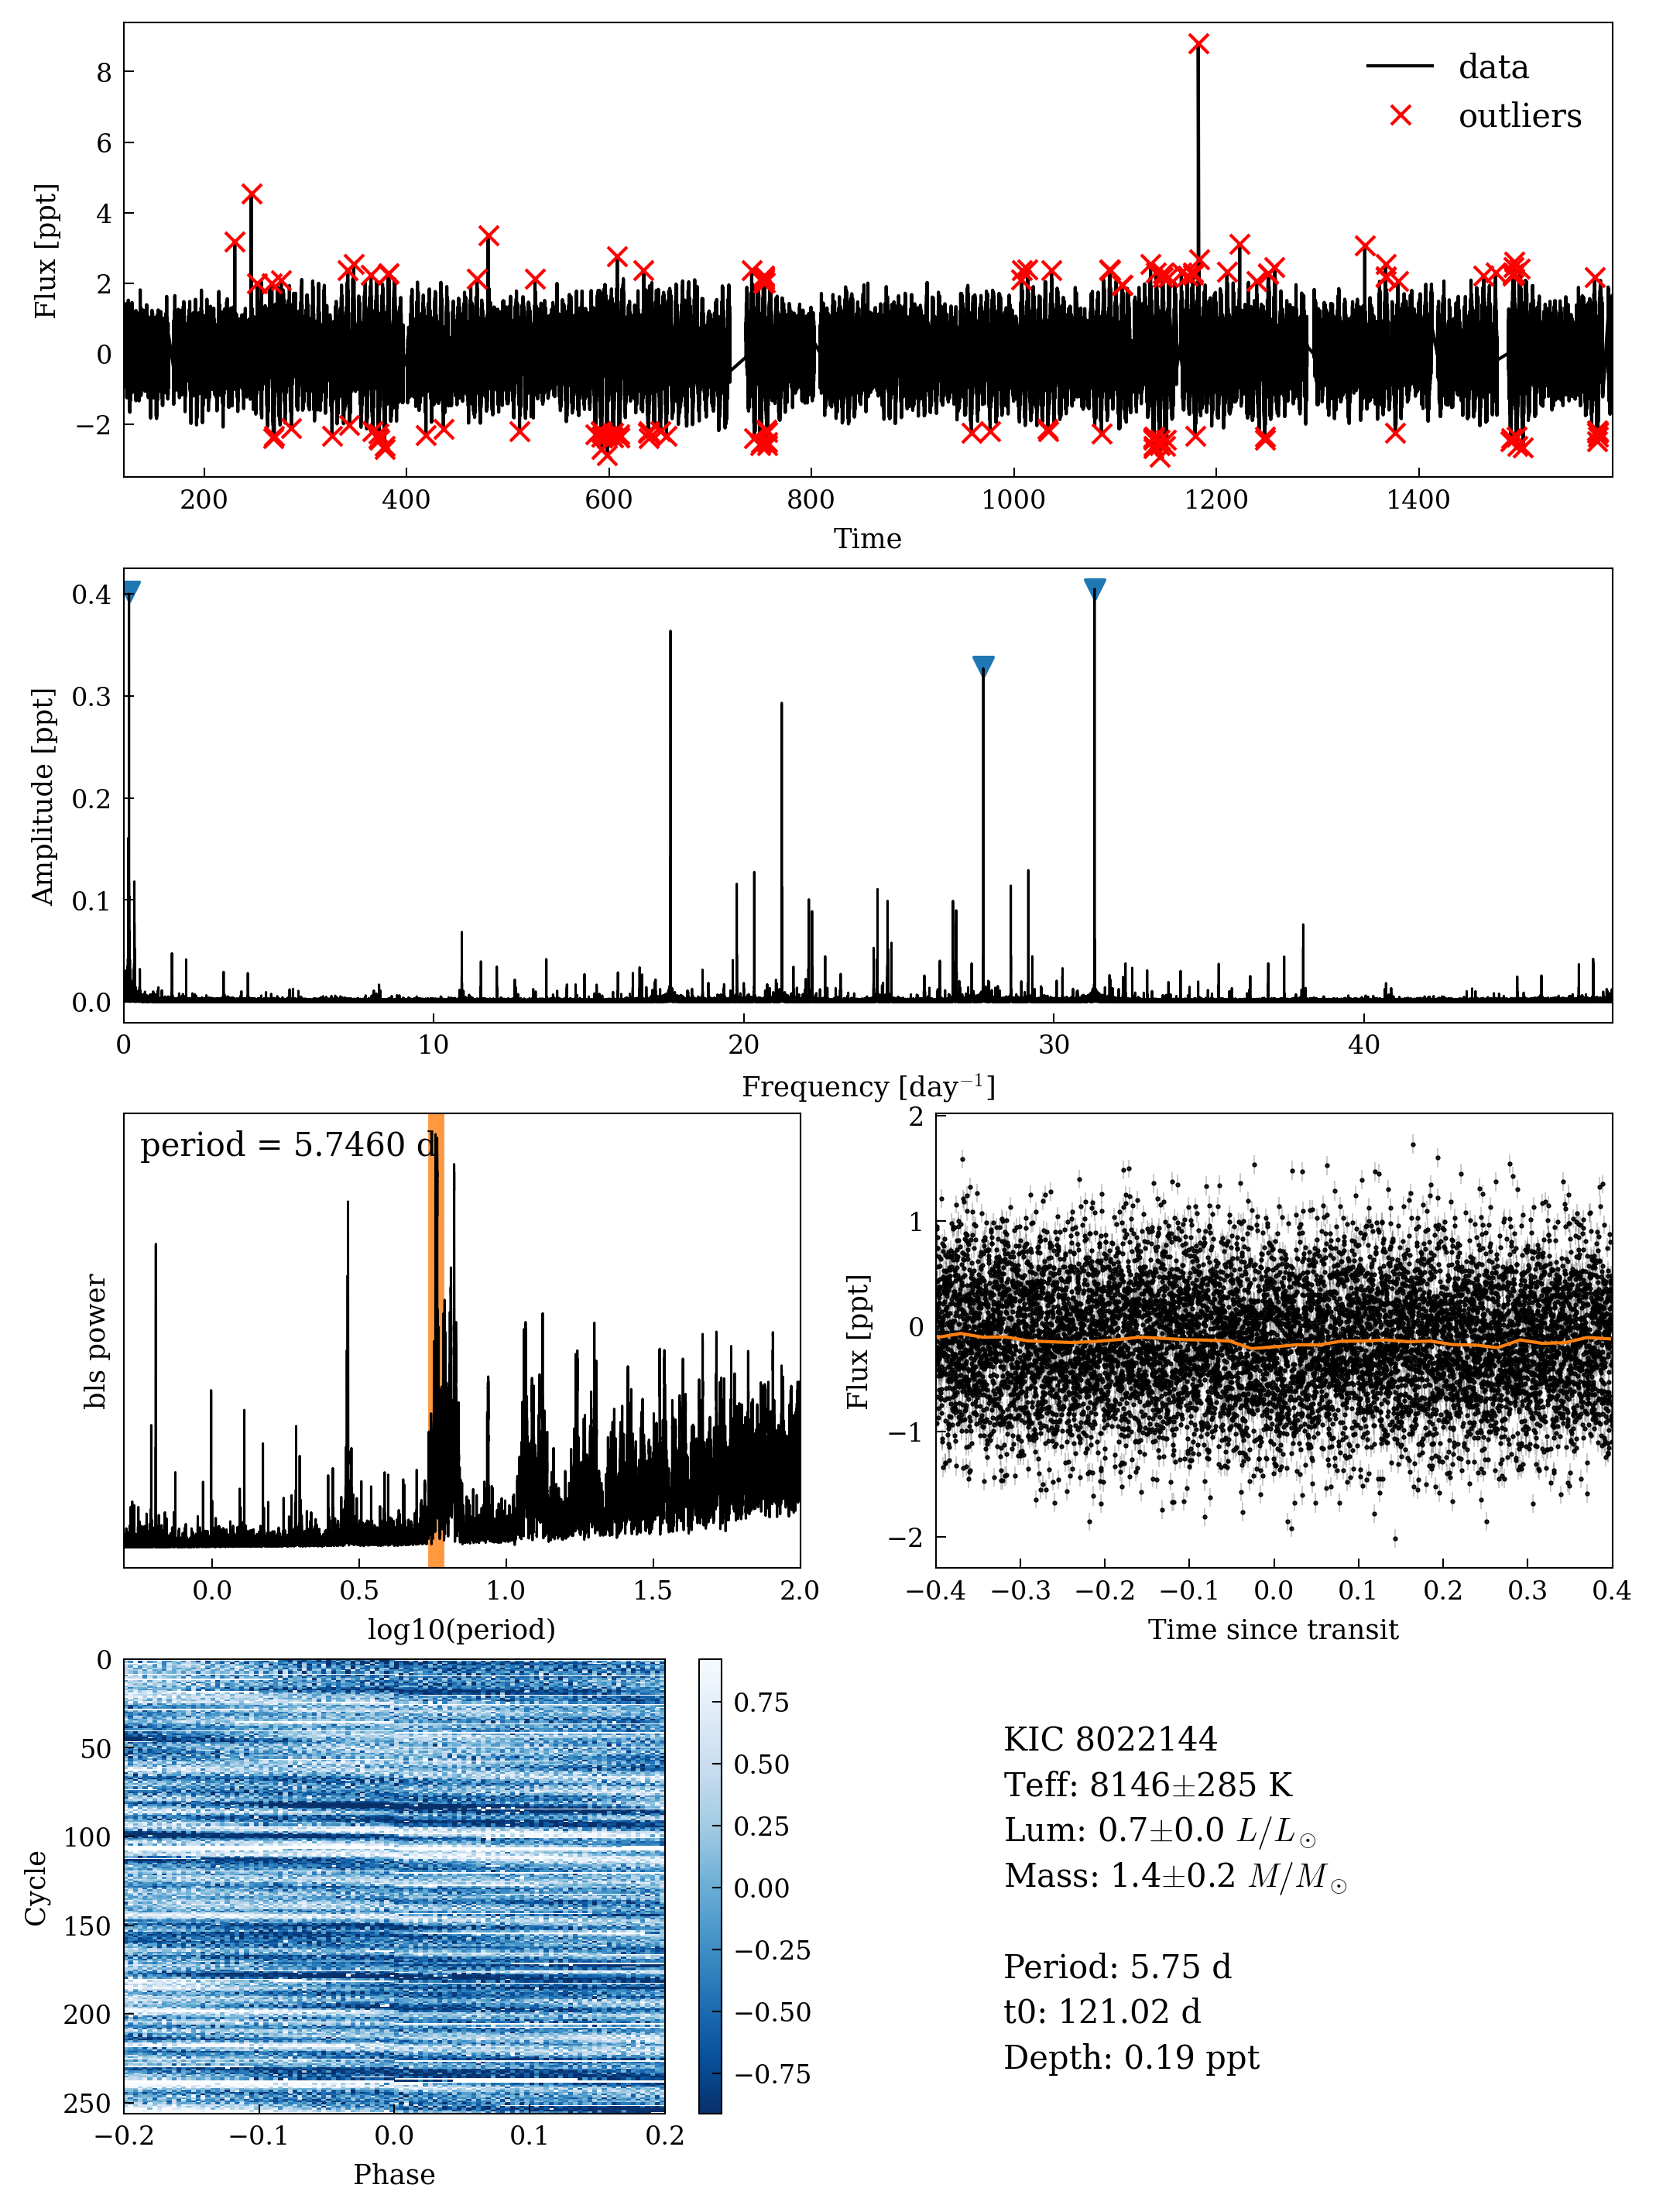 8
6
4
2
0
−2
Flux [ppt]
data
outliers
200 400 600 800 1000 1200 1400
Time
0.4
0.3
0.2
0.1
0.0
Amplitude [ppt]
0 10 20 30 40
Frequency [day⁻¹]
period = 5.7460 d
bls power
0.0 0.5 1.0 1.5 2.0
log10(period)
2
1
0
−1
−2
Flux [ppt]
−0.4 −0.3 −0.2 −0.1 0.0 0.1 0.2 0.3 0.4
Time since transit
0
50
100
150
200
250
Cycle
−0.2 −0.1 0.0 0.1 0.2
Phase
0.75
0.50
0.25
0.00
−0.25
−0.50
−0.75
KIC 8022144
Teff: 8146±285 K
Lum: 0.7±0.0 L/L☉
Mass: 1.4±0.2 M/M☉
Period: 5.75 d
t0: 121.02 d
Depth: 0.19 ppt